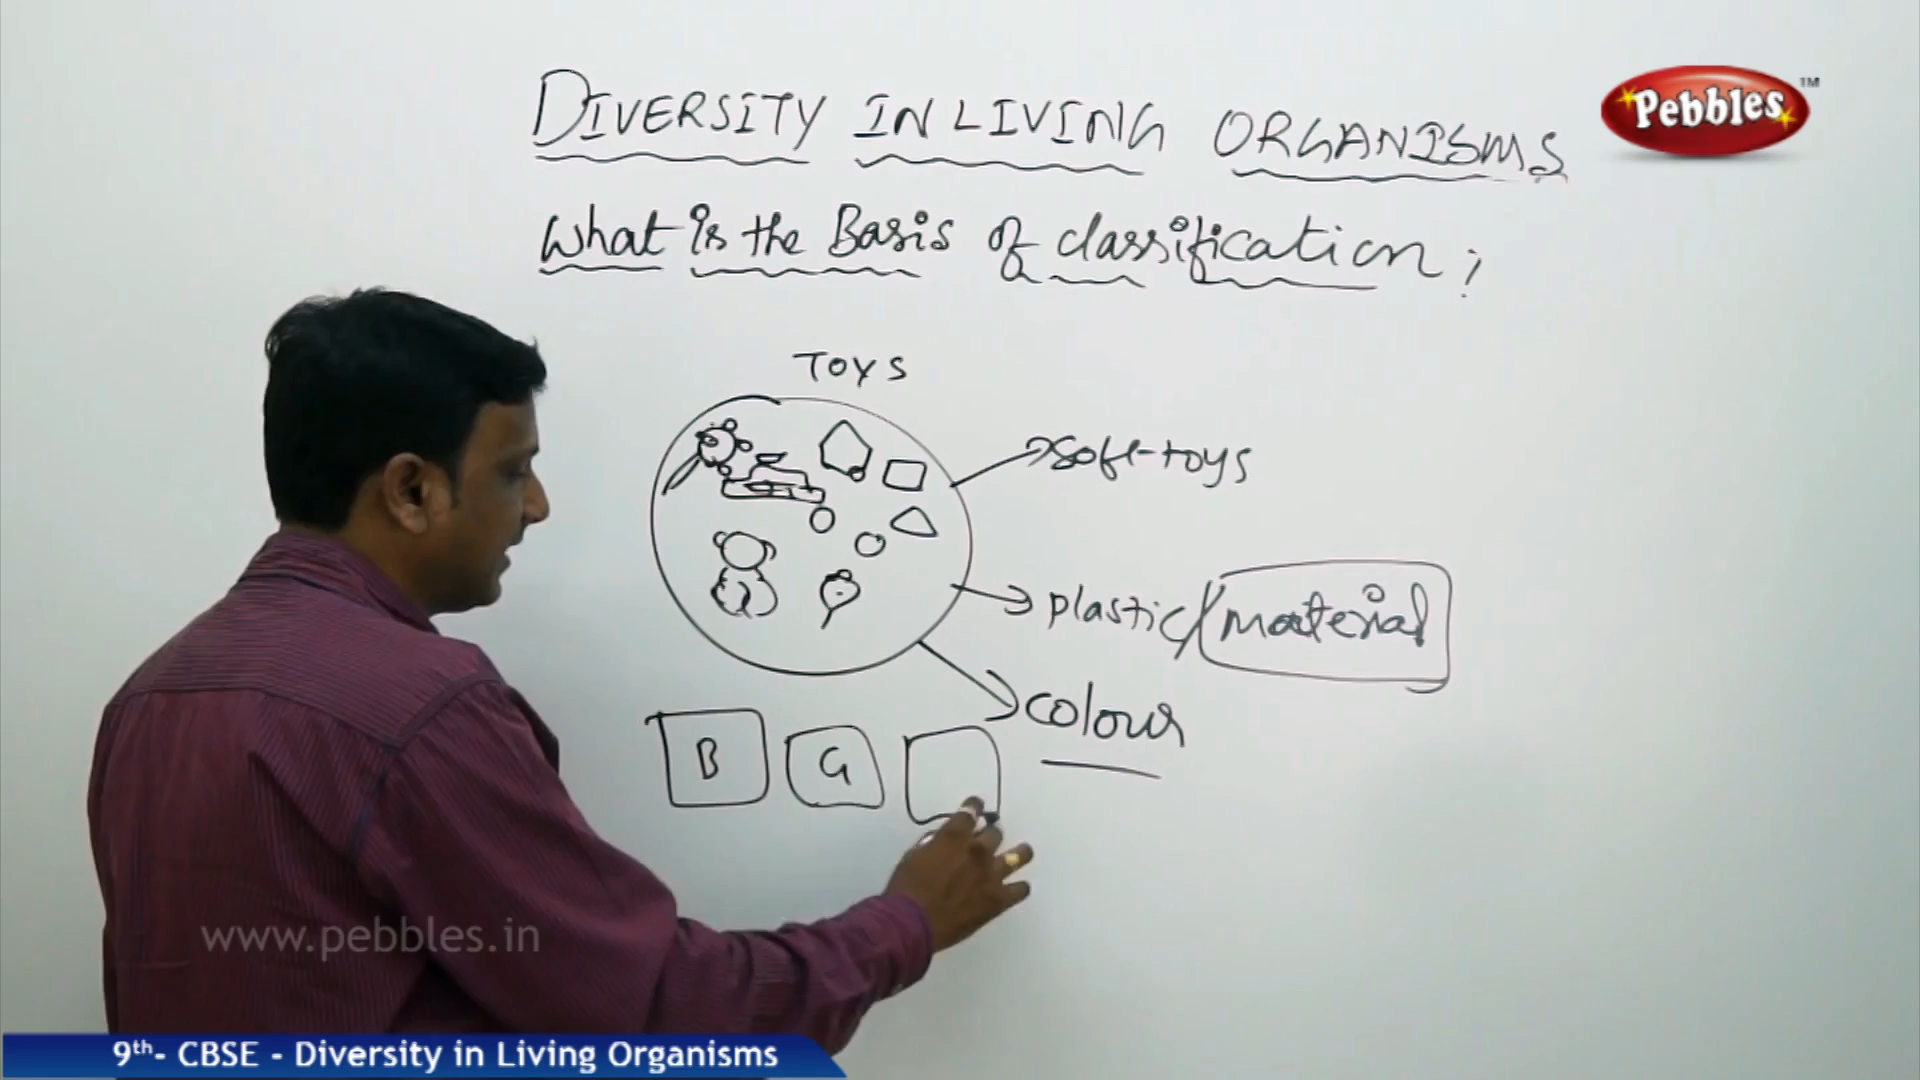 DIVERSITY IN LIVING ORGANISMS
Pebbles TM
What is the Basis of classification ;
TOYS
soft-toys
plastic/material
colour
B G
www.pebbles.in
9th- CBSE - Diversity in Living Organisms